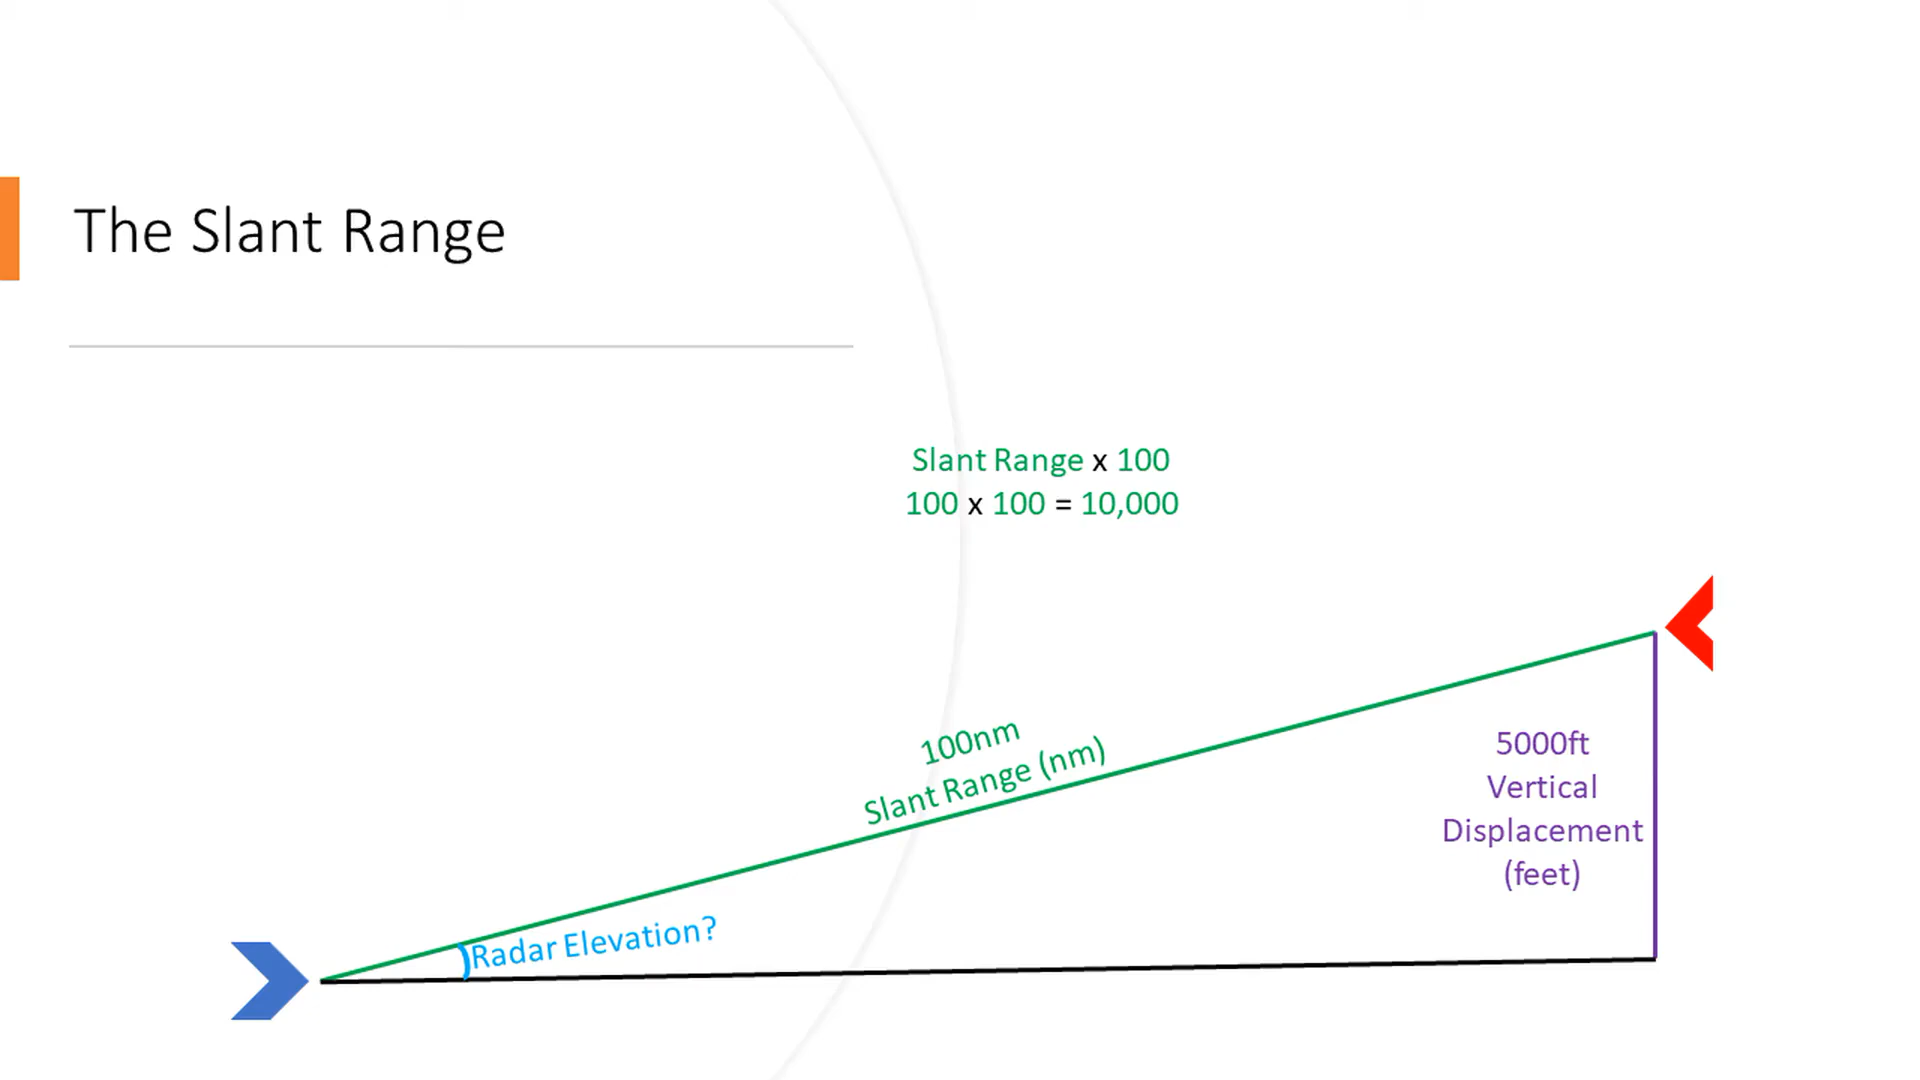 The Slant Range
Slant Range x 100
100 x 100 = 10,000
100nm
Slant Range (nm)
5000ft
Vertical
Displacement
(feet)
Radar Elevation?